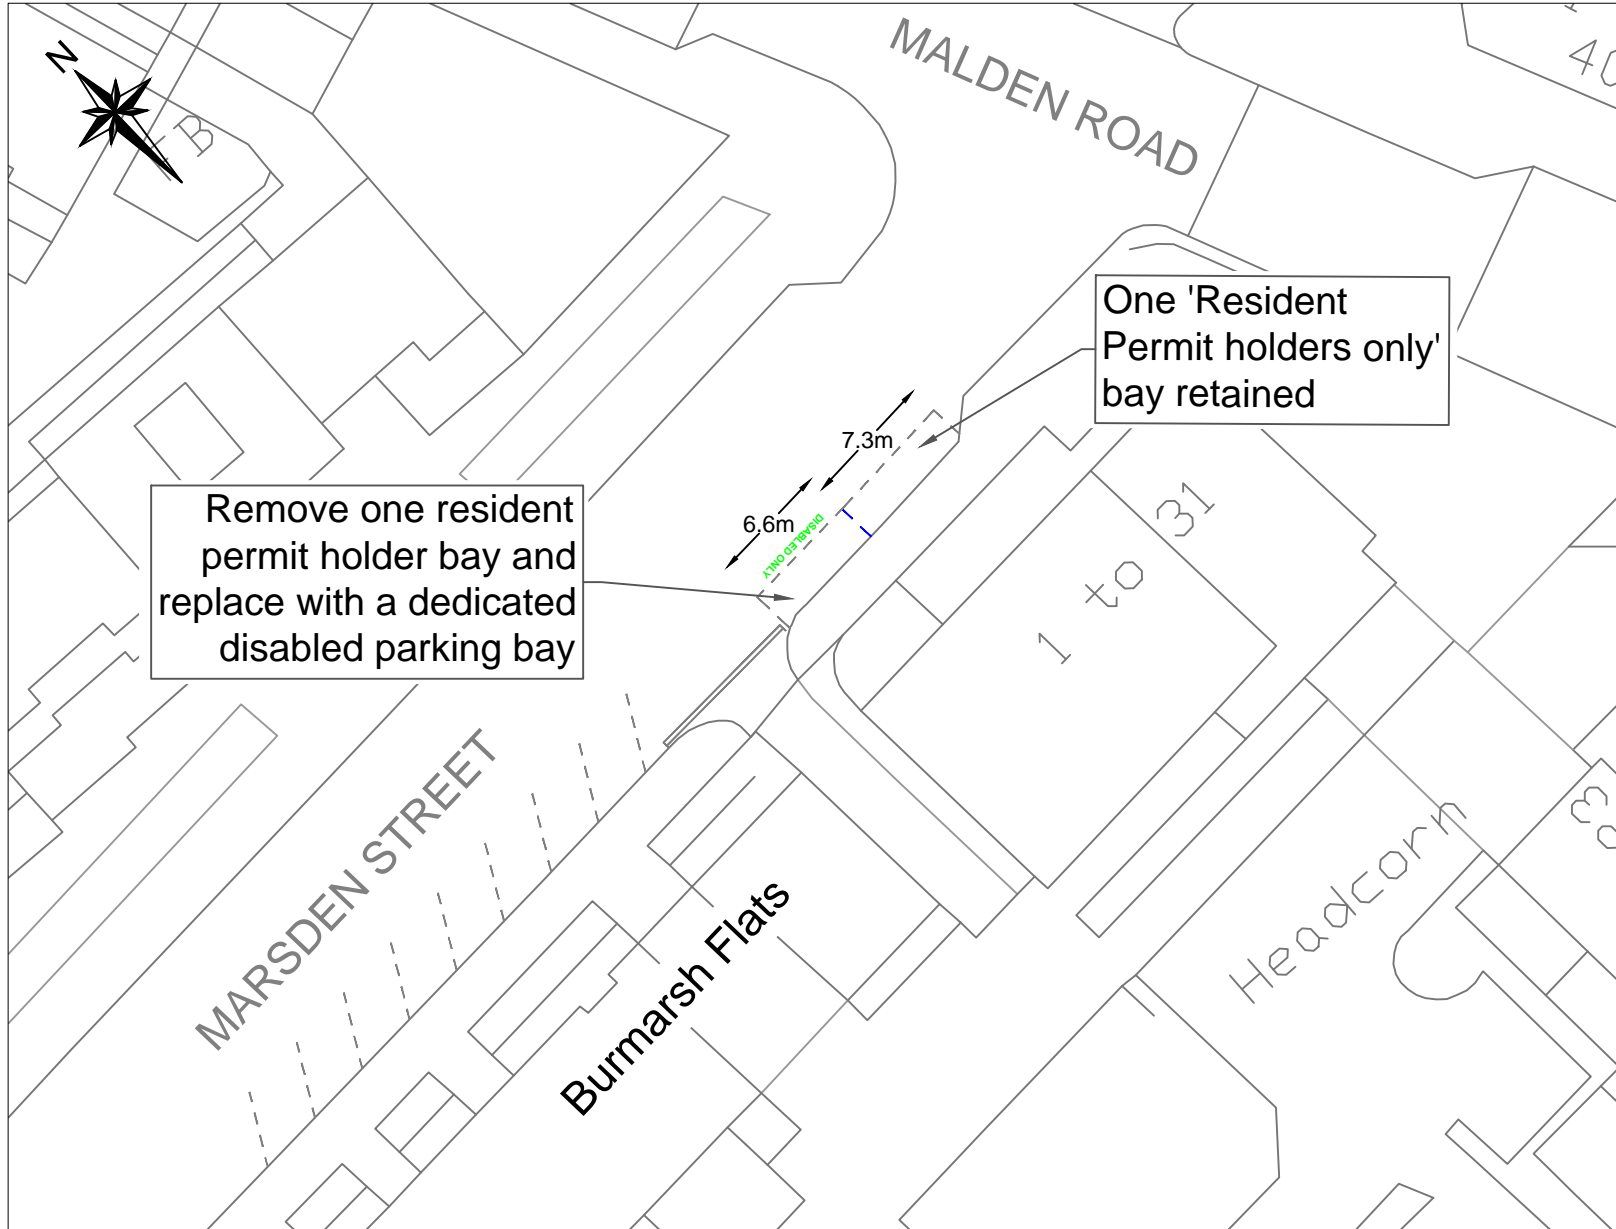 N
MALDEN ROAD
40
B
One 'Resident
Permit holders only'
bay retained
7.3m
6.6m
DISABLED ONLY
Remove one resident
permit holder bay and
replace with a dedicated
disabled parking bay
1 to 31
MARSDEN STREET
Burmarsh Flats
Headcorn